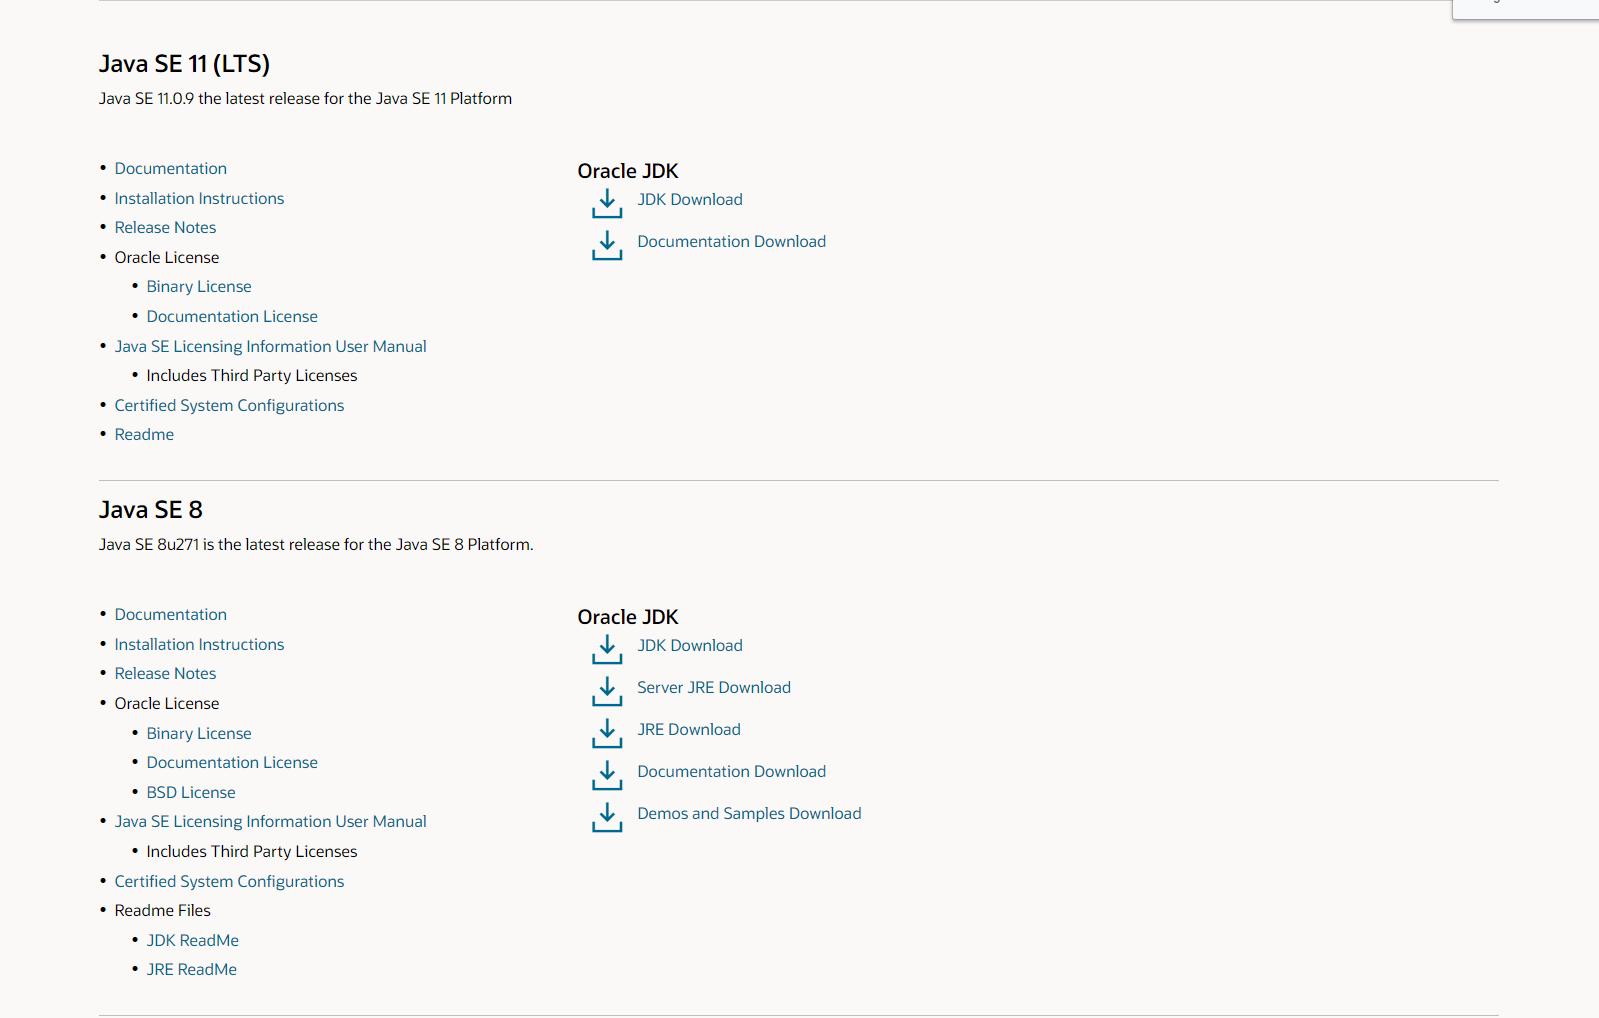 Java SE 11 (LTS)
Java SE 11.0.9 the latest release for the Java SE 11 Platform
• Documentation
• Installation Instructions
• Release Notes
• Oracle License
• Binary License
• Documentation License
• Java SE Licensing Information User Manual
• Includes Third Party Licenses
• Certified System Configurations
• Readme
Oracle JDK
JDK Download
Documentation Download
Java SE 8
Java SE 8u271 is the latest release for the Java SE 8 Platform.
• Documentation
• Installation Instructions
• Release Notes
• Oracle License
• Binary License
• Documentation License
• BSD License
• Java SE Licensing Information User Manual
• Includes Third Party Licenses
• Certified System Configurations
• Readme Files
• JDK ReadMe
• JRE ReadMe
Oracle JDK
JDK Download
Server JRE Download
JRE Download
Documentation Download
Demos and Samples Download